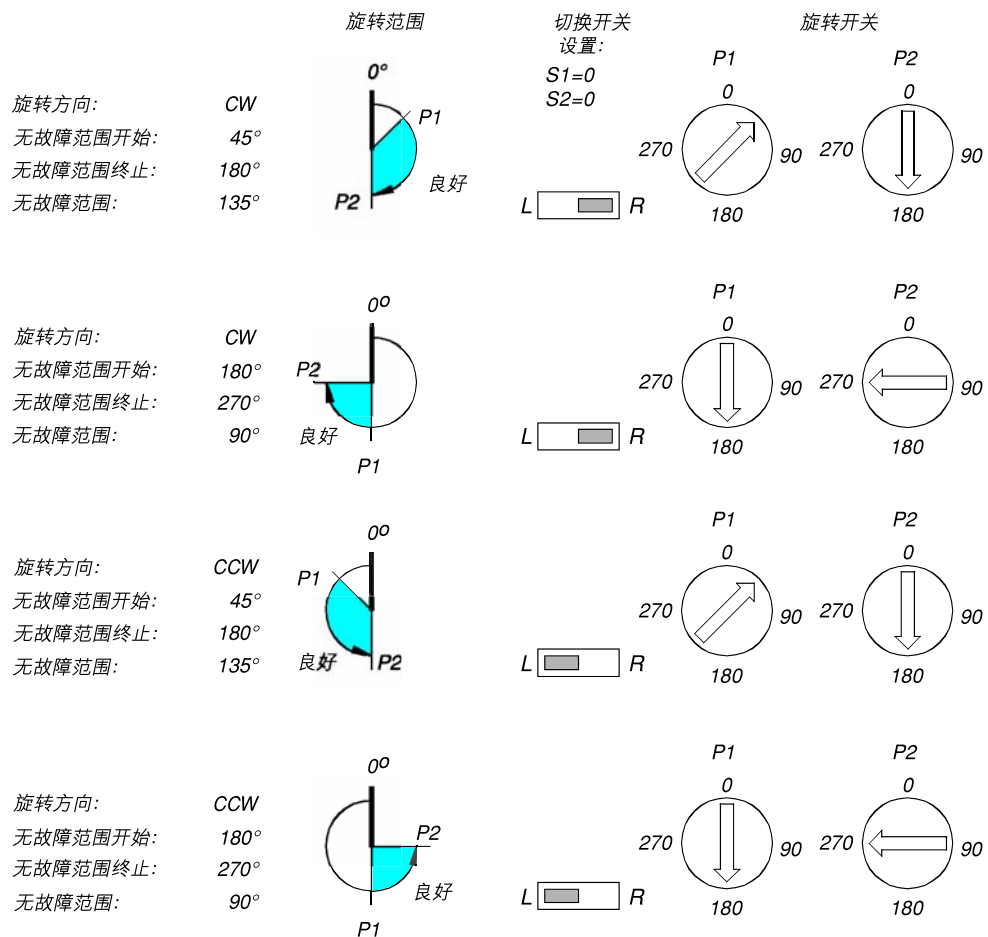 旋转范围 切换开关 旋转开关
设置:
S1=0
S2=0
旋转方向: CW
无故障范围开始: 45°
无故障范围终止: 180°
无故障范围: 135°
0°
P1
良好
P2
L R
P1
0
270 90
180
P2
0
270 90
180
旋转方向: CW
无故障范围开始: 180°
无故障范围终止: 270°
无故障范围: 90°
0º
P2
良好
P1
L R
P1
0
270 90
180
P2
0
270 90
180
旋转方向: CCW
无故障范围开始: 45°
无故障范围终止: 180°
无故障范围: 135°
0º
P1
良好 P2
L R
P1
0
270 90
180
P2
0
270 90
180
旋转方向: CCW
无故障范围开始: 180°
无故障范围终止: 270°
无故障范围: 90°
0º
P2
良好
P1
L R
P1
0
270 90
180
P2
0
270 90
180